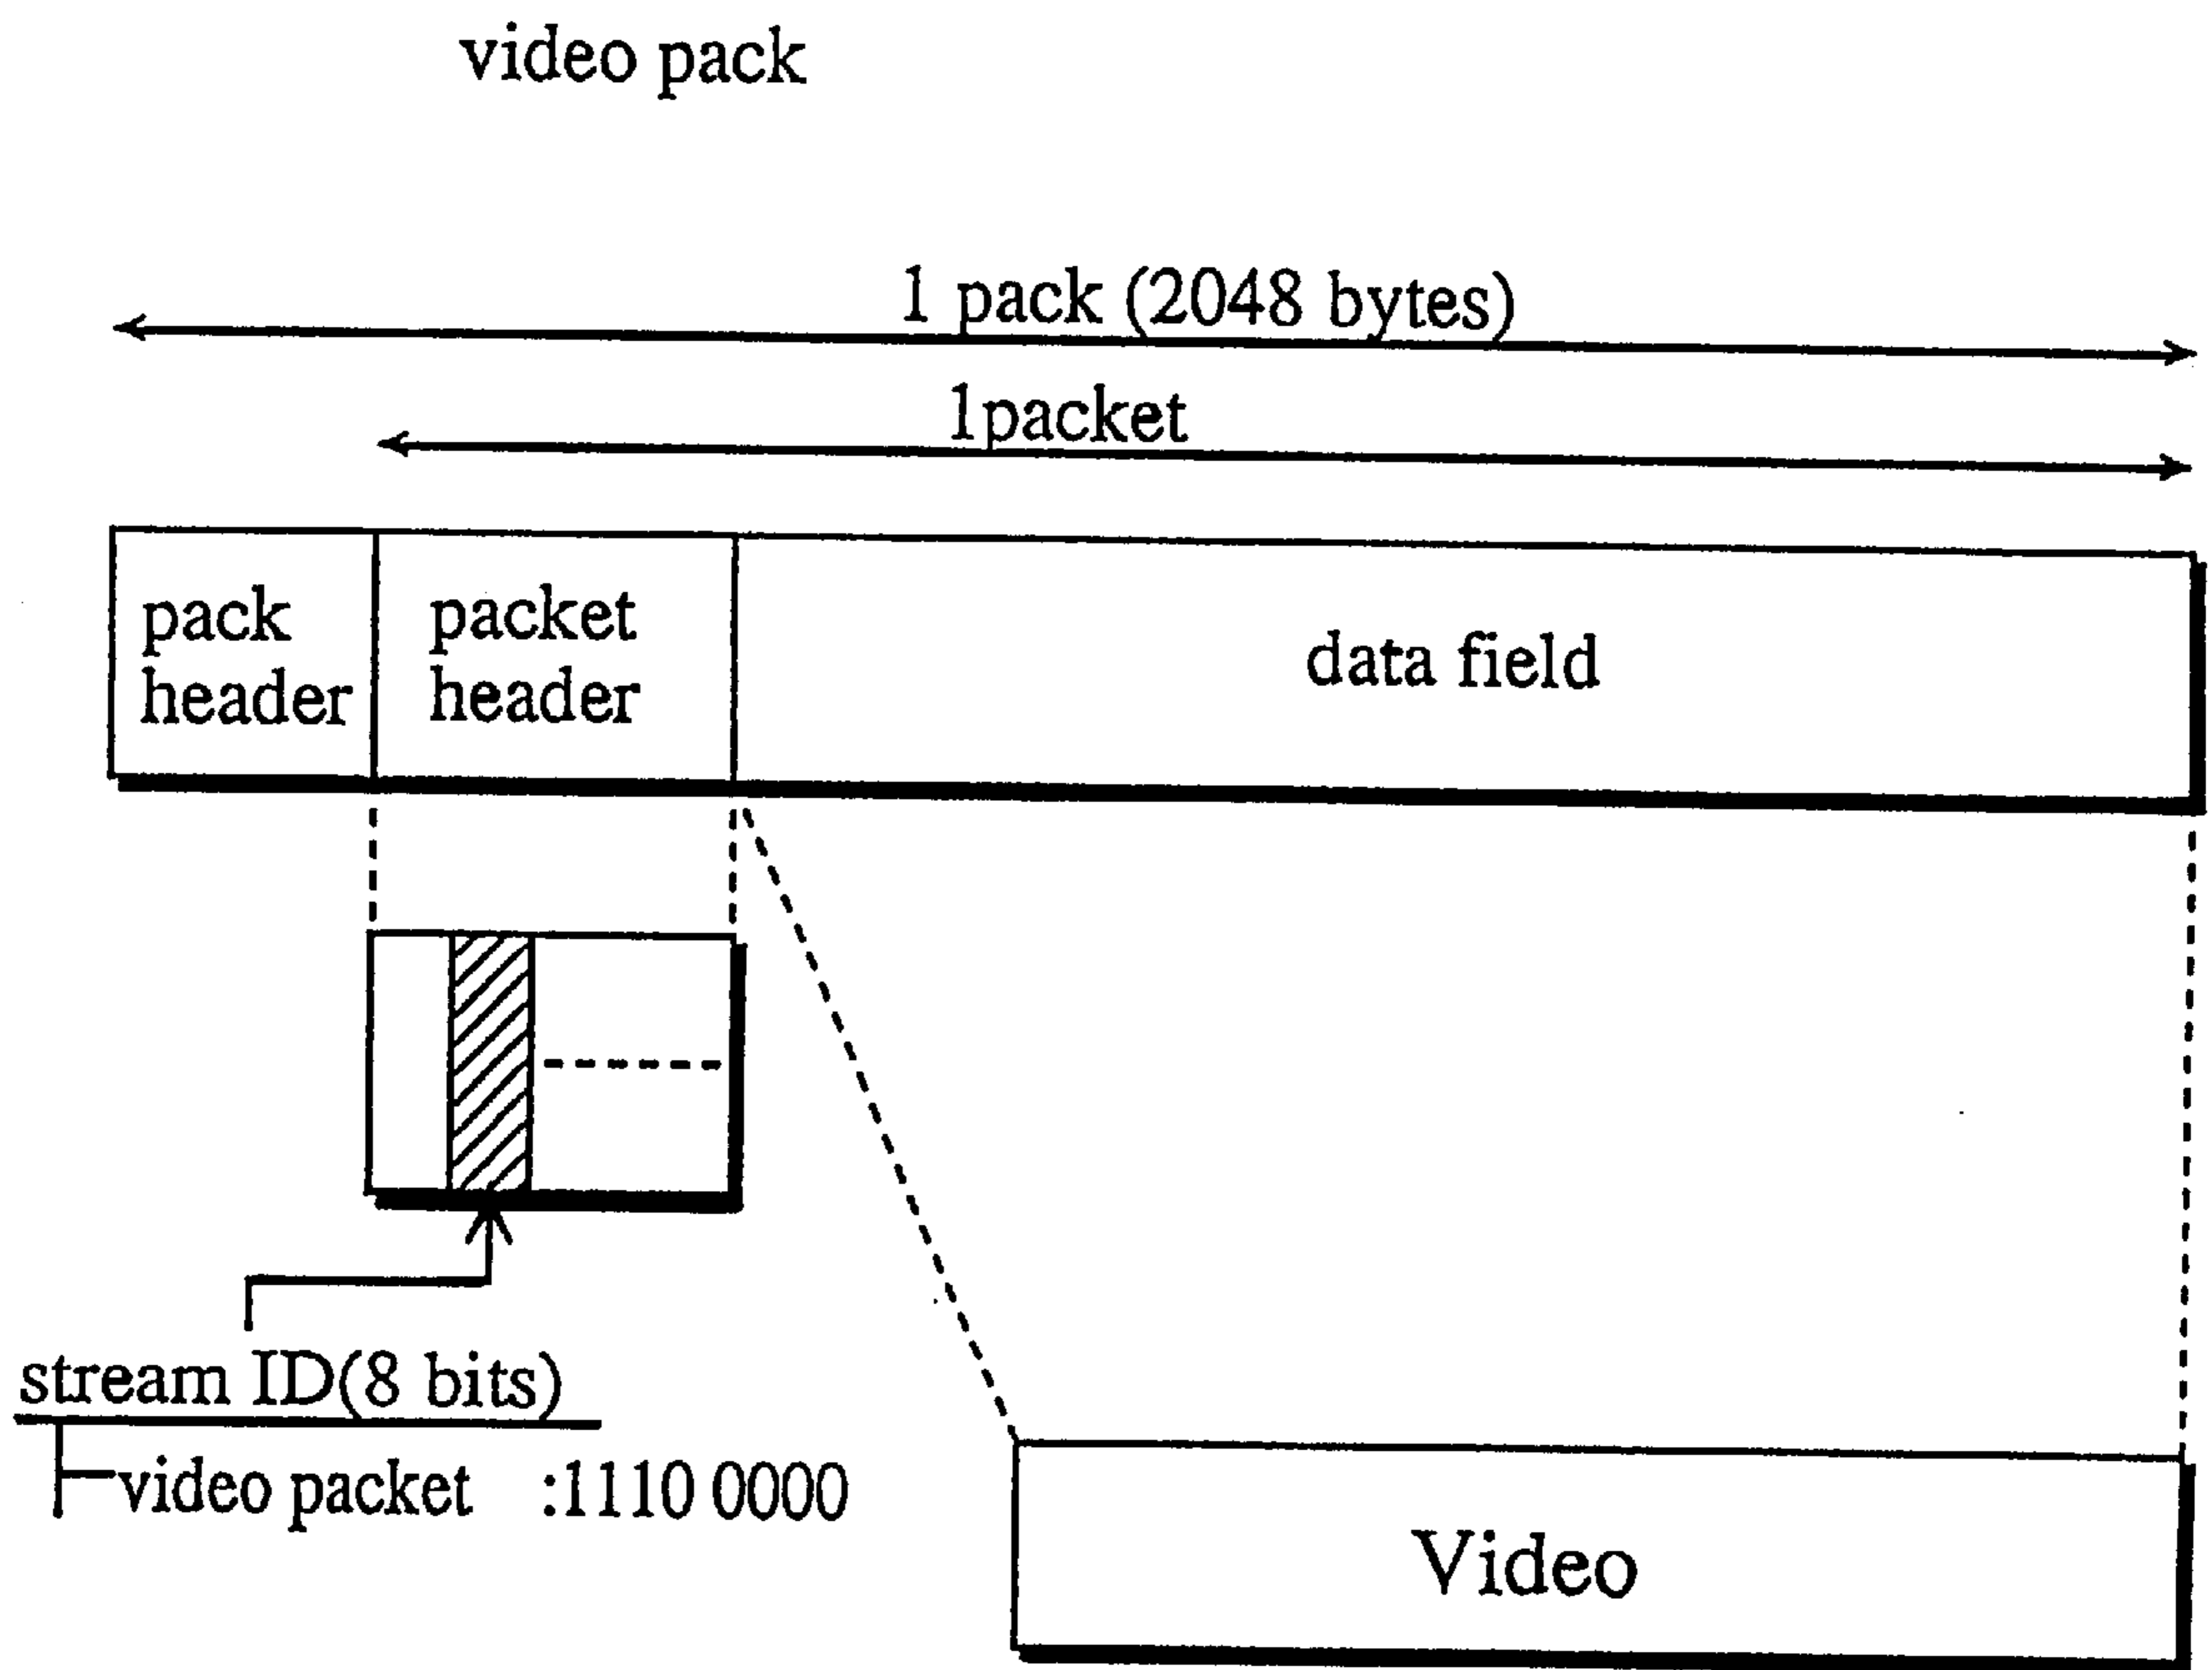 video pack
1 pack (2048 bytes)
1packet
pack
header
packet
header
data field
stream ID(8 bits)
video packet :1110 0000
Video